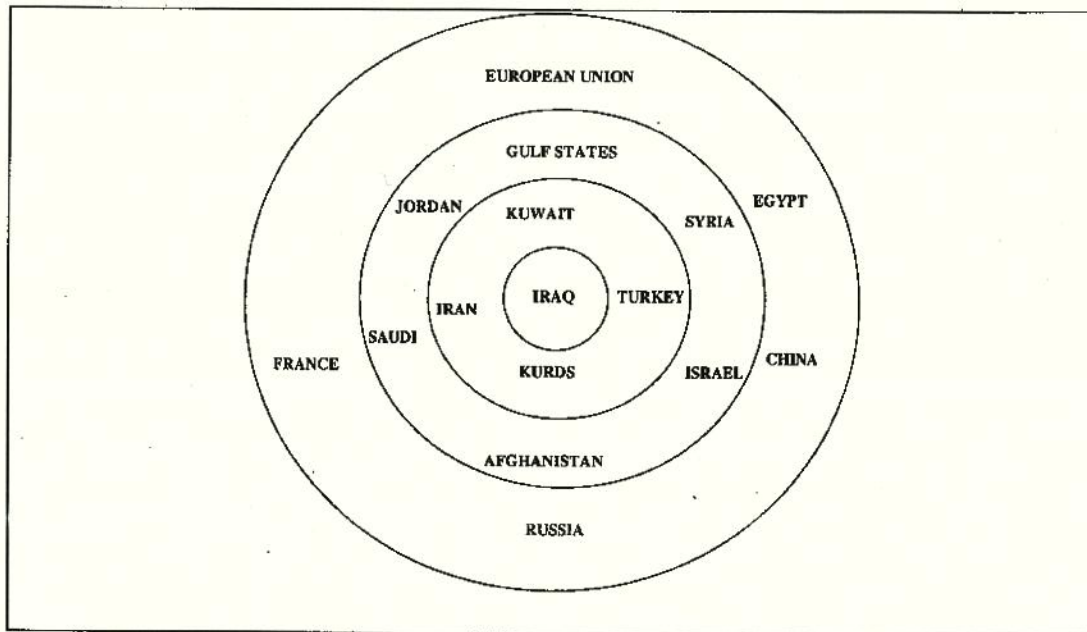 EUROPEAN UNION
GULF STATES
JORDAN
KUWAIT
EGYPT
SYRIA
IRAQ
TURKEY
IRAN
SAUDI
FRANCE
KURDS
ISRAEL
CHINA
AFGHANISTAN
RUSSIA